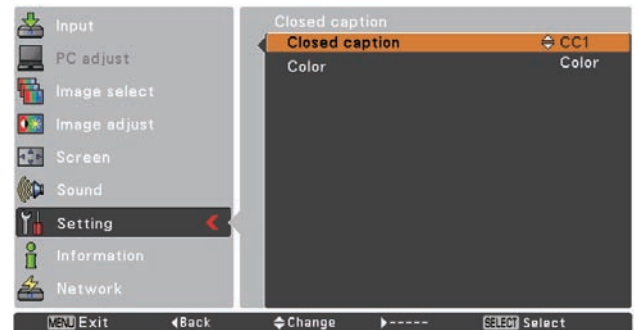 Input
PC adjust
Image select
Image adjust
Screen
Sound
Setting
Information
Network
Closed caption
Closed caption CC1
Color Color
MENU Exit Back Change ----- SELECT Select